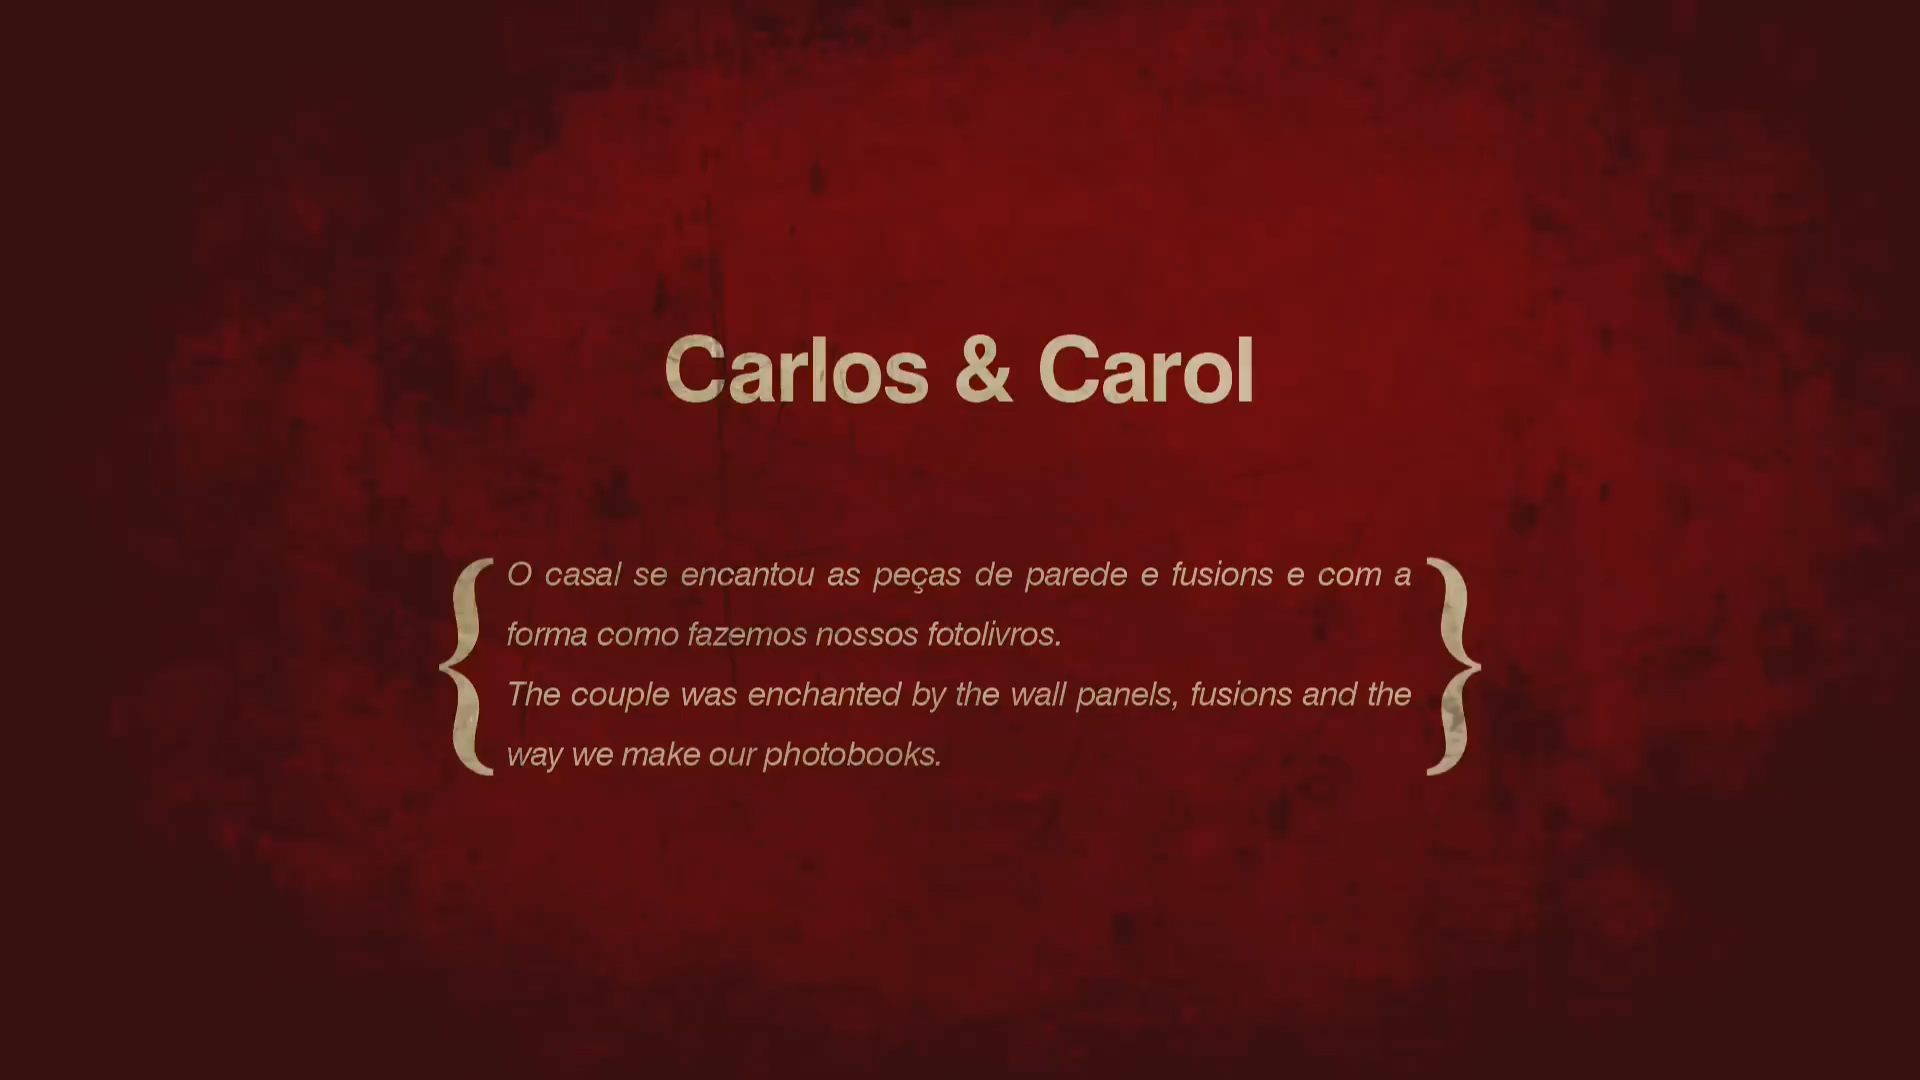 Carlos & Carol
O casal se encantou as peças de parede e fusions e com a
forma como fazemos nossos fotolivros.
The couple was enchanted by the wall panels, fusions and the
way we make our photobooks.